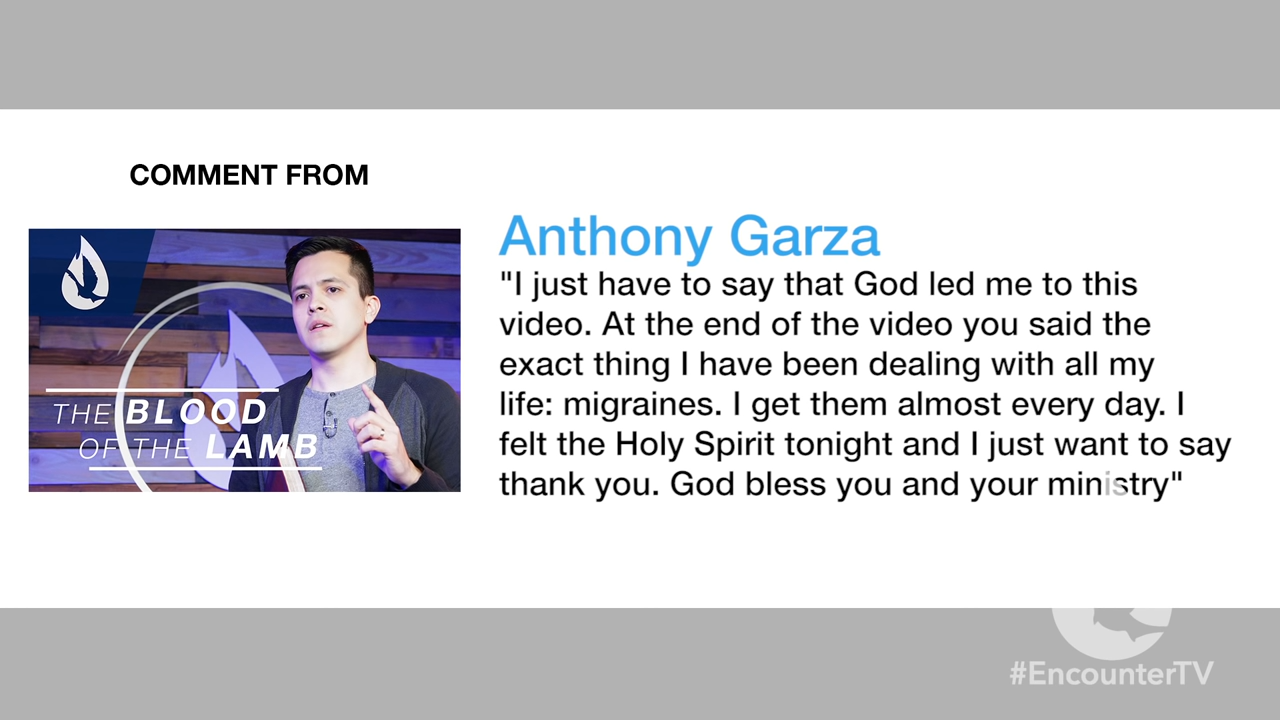 COMMENT FROM
THE BLOOD
OF THE LAMB
Anthony Garza
"I just have to say that God led me to this
video. At the end of the video you said the
exact thing I have been dealing with all my
life: migraines. I get them almost every day. I
felt the Holy Spirit tonight and I just want to say
thank you. God bless you and your ministry"
#EncounterTV